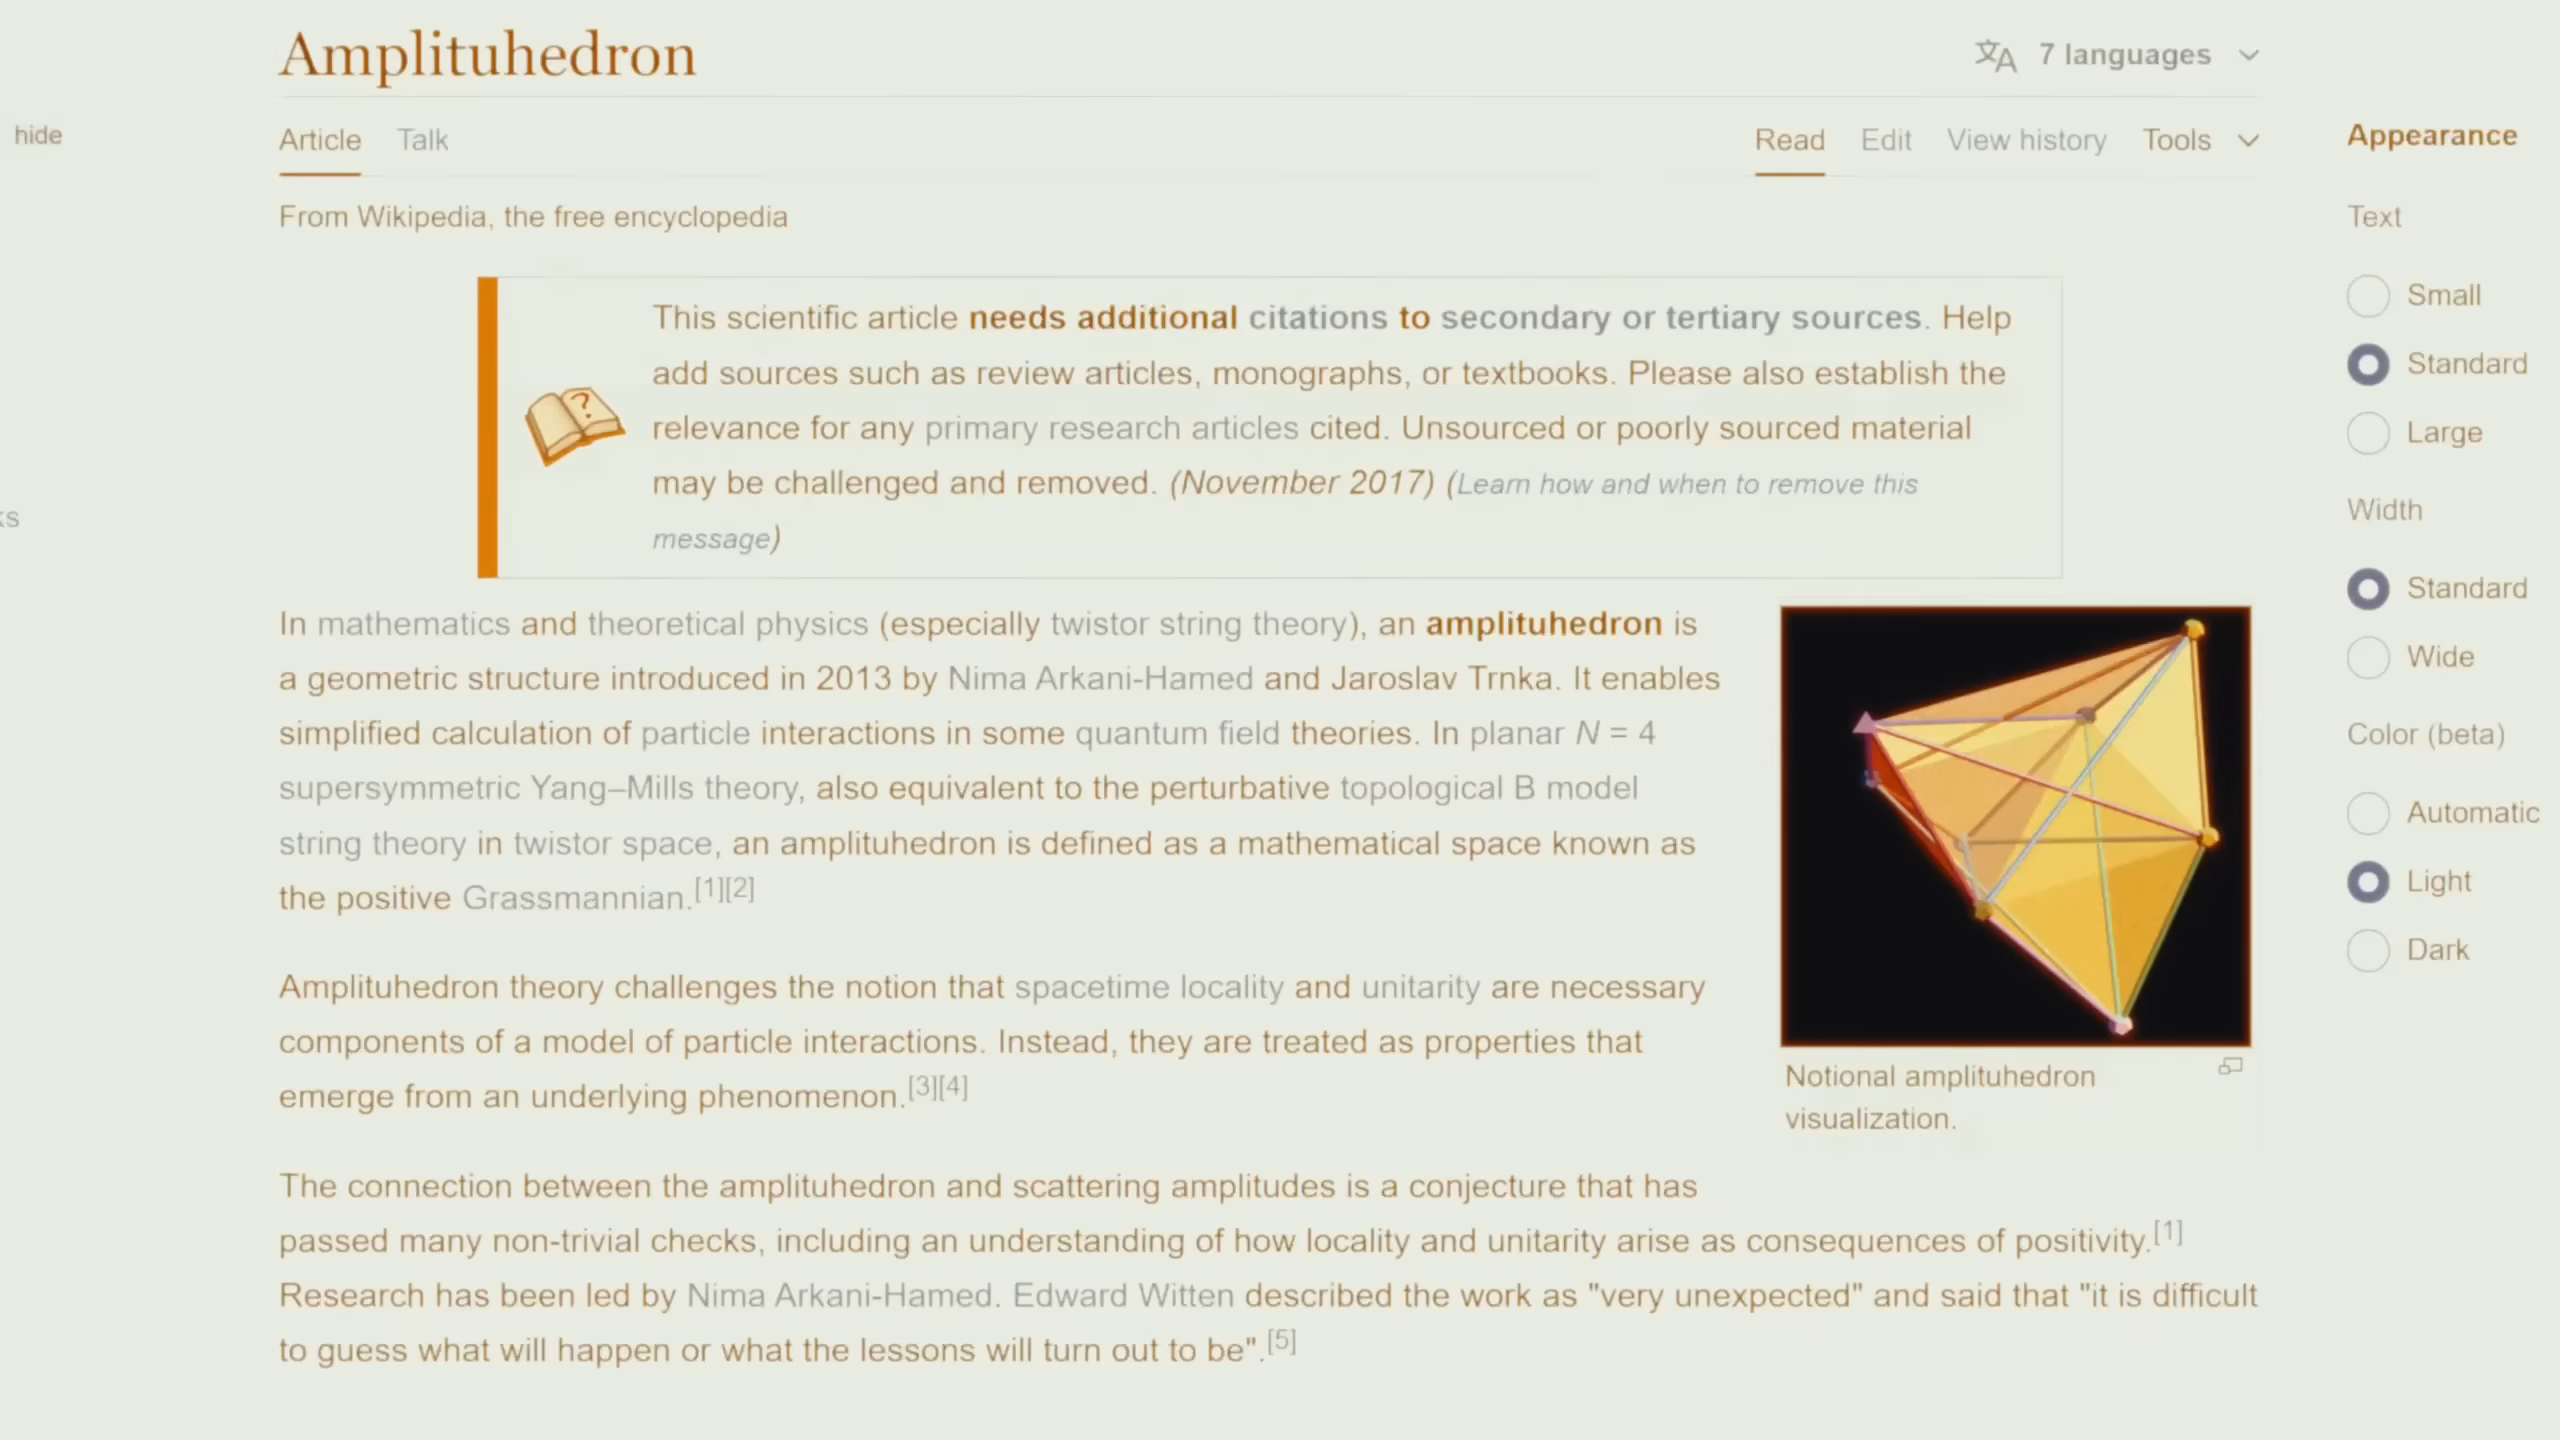 Amplituhedron
7 languages
hide
Article Talk
Read Edit View history Tools
Appearance
From Wikipedia, the free encyclopedia
Text
Small
Standard
Large
Width
Standard
Wide
Color (beta)
Automatic
Light
Dark
This scientific article needs additional citations to secondary or tertiary sources. Help
add sources such as review articles, monographs, or textbooks. Please also establish the
relevance for any primary research articles cited. Unsourced or poorly sourced material
may be challenged and removed. (November 2017) (Learn how and when to remove this
message)
In mathematics and theoretical physics (especially twistor string theory), an amplituhedron is
a geometric structure introduced in 2013 by Nima Arkani-Hamed and Jaroslav Trnka. It enables
simplified calculation of particle interactions in some quantum field theories. In planar N = 4
supersymmetric Yang–Mills theory, also equivalent to the perturbative topological B model
string theory in twistor space, an amplituhedron is defined as a mathematical space known as
the positive Grassmannian.[1][2]
Amplituhedron theory challenges the notion that spacetime locality and unitarity are necessary
components of a model of particle interactions. Instead, they are treated as properties that
emerge from an underlying phenomenon.[3][4]
Notional amplituhedron
visualization.
The connection between the amplituhedron and scattering amplitudes is a conjecture that has
passed many non-trivial checks, including an understanding of how locality and unitarity arise as consequences of positivity.[1]
Research has been led by Nima Arkani-Hamed. Edward Witten described the work as "very unexpected" and said that "it is difficult
to guess what will happen or what the lessons will turn out to be".[5]